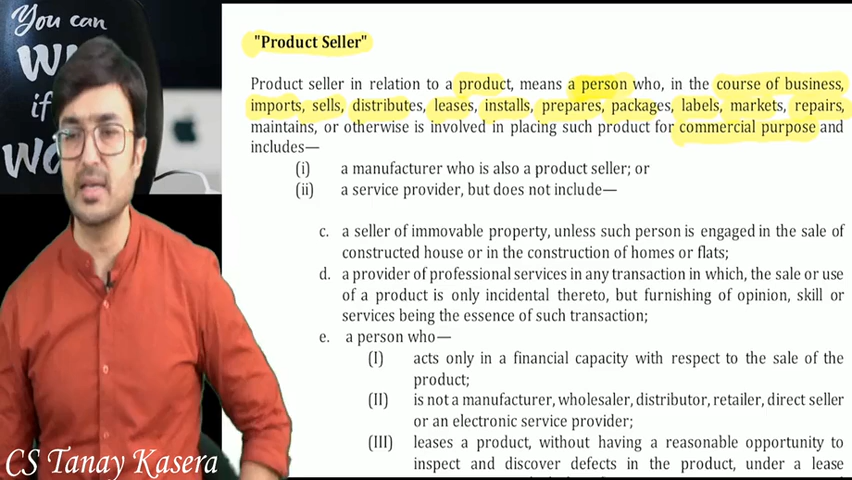 You can
if
"Product Seller"
Product seller in relation to a product, means a person who, in the course of business,
imports, sells, distributes, leases, installs, prepares, packages, labels, markets, repairs,
maintains, or otherwise is involved in placing such product for commercial purpose and
includes—
(i) a manufacturer who is also a product seller; or
(ii) a service provider, but does not include—
c. a seller of immovable property, unless such person is engaged in the sale of
constructed house or in the construction of homes or flats;
d. a provider of professional services in any transaction in which, the sale or use
of a product is only incidental thereto, but furnishing of opinion, skill or
services being the essence of such transaction;
e. a person who—
(I) acts only in a financial capacity with respect to the sale of the
product;
(II) is not a manufacturer, wholesaler, distributor, retailer, direct seller
or an electronic service provider;
(III) leases a product, without having a reasonable opportunity to
inspect and discover defects in the product, under a lease
CS Tanay Kasera